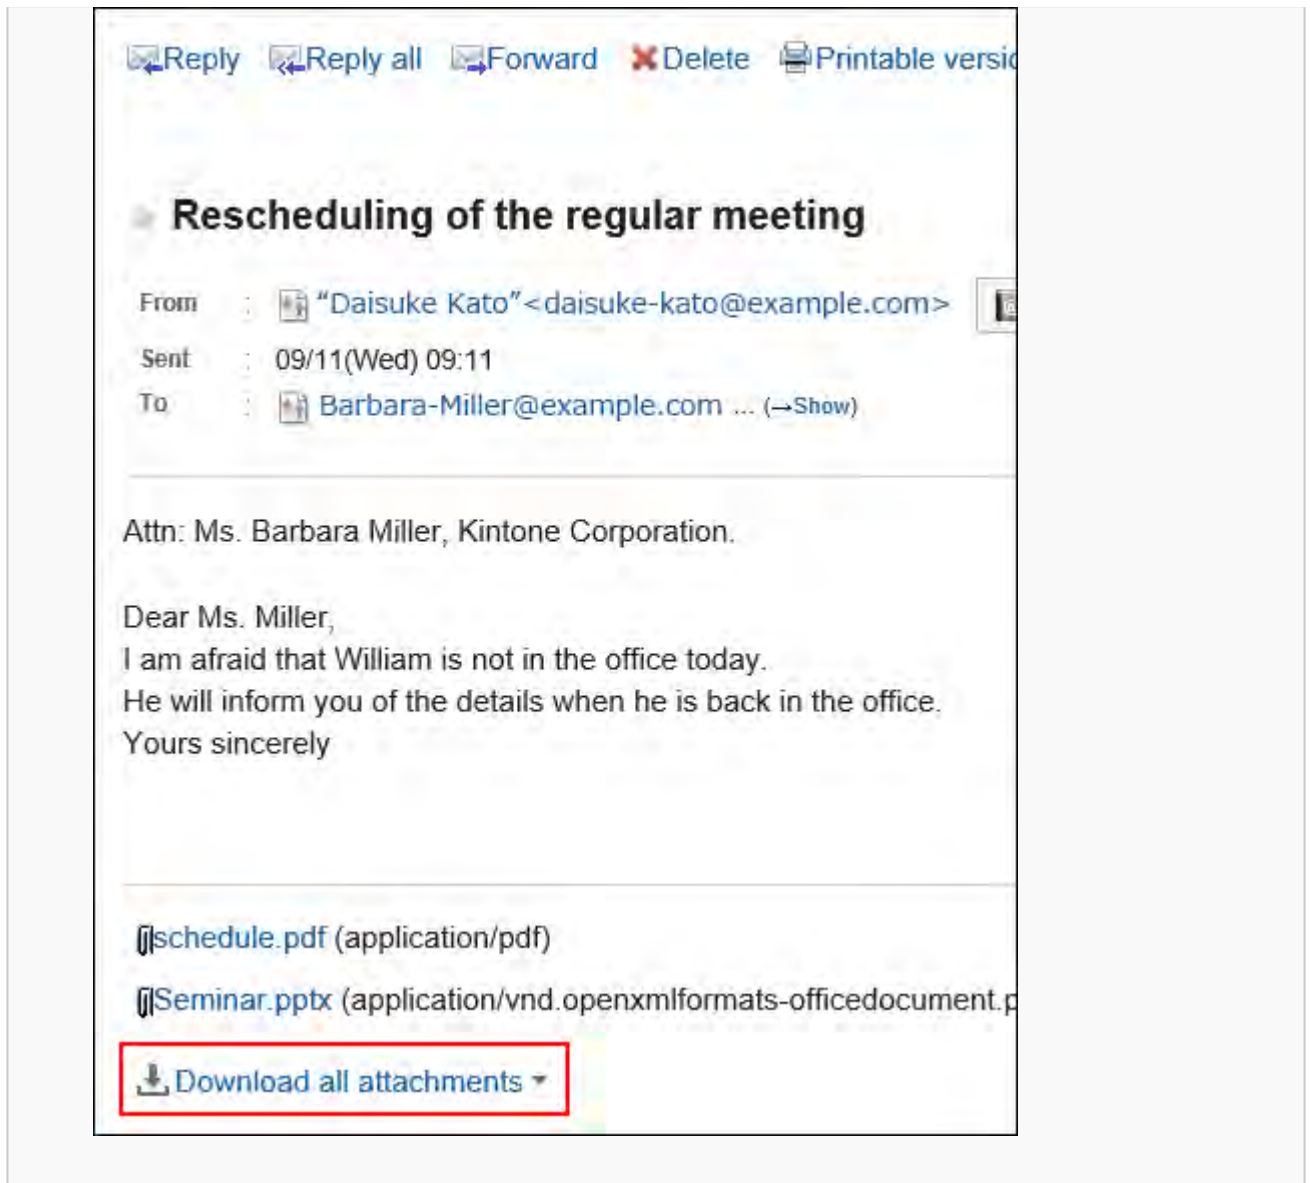 Reply Reply all Forward Delete Printable versio
Rescheduling of the regular meeting
From : “Daisuke Kato”<daisuke-kato@example.com>
Sent : 09/11(Wed) 09:11
To : Barbara-Miller@example.com ... (→Show)
Attn: Ms. Barbara Miller, Kintone Corporation.
Dear Ms. Miller,
I am afraid that William is not in the office today.
He will inform you of the details when he is back in the office.
Yours sincerely
schedule.pdf (application/pdf)
Seminar.pptx (application/vnd.openxmlformats-officedocument.p
Download all attachments